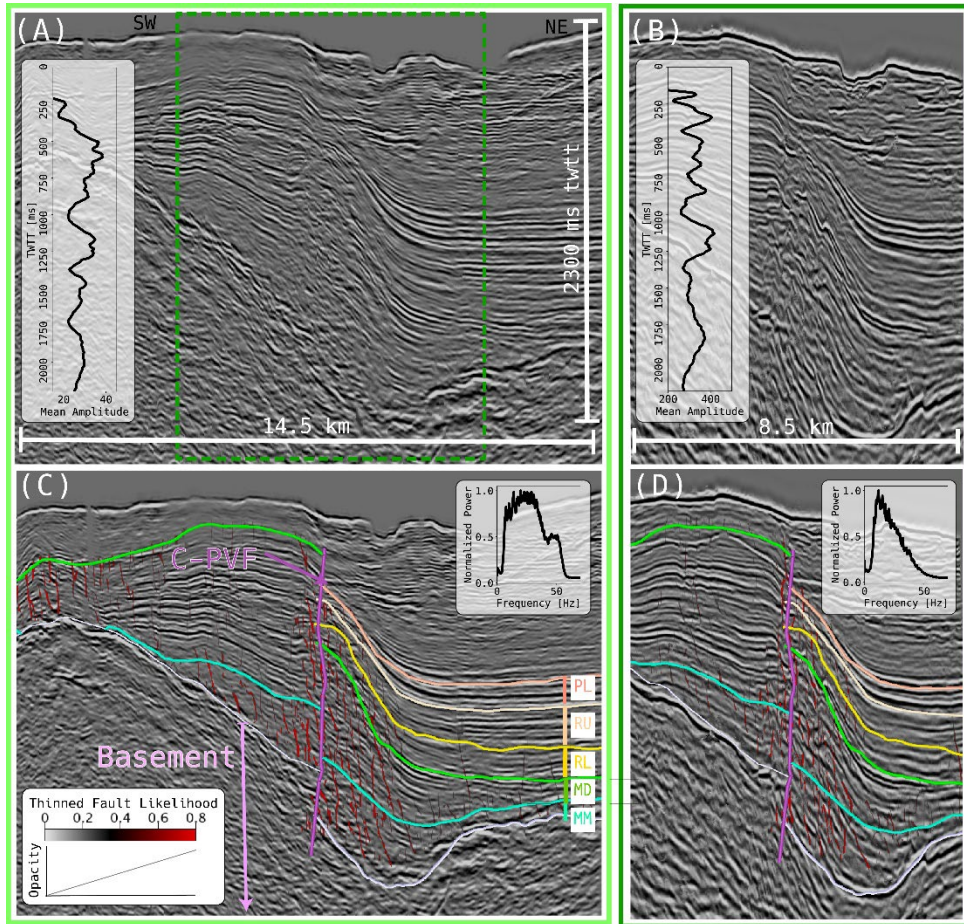 (A)
SW
NE
0
250
500
750
1000
1250
1500
1750
2000
TWTT [ms]
20 40
Mean Amplitude
2300 ms twtt
14.5 km
(B)
0
250
500
750
1000
1250
1500
1750
2000
TWTT [ms]
200 400
Mean Amplitude
8.5 km
(C)
C-PVF
Normalized Power
1.0
0.5
0.0
0 50
Frequency [Hz]
PL
RU
RL
MD
MM
Basement
Thinned Fault Likelihood
0 0.2 0.4 0.6 0.8
Opacity
(D)
Normalized Power
1.0
0.5
0.0
0 50
Frequency [Hz]